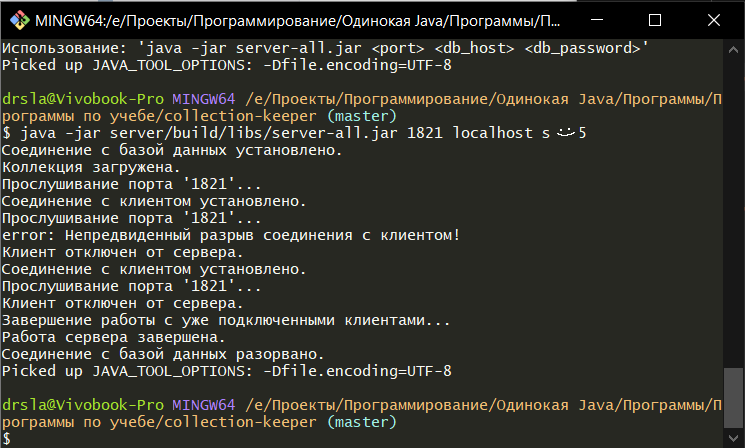 MINGW64:/e/Проекты/Программирование/Одинокая Java/Программы/П...
Использование: 'java -jar server-all.jar <port> <db_host> <db_password>'
Picked up JAVA_TOOL_OPTIONS: -Dfile.encoding=UTF-8
drsla@Vivobook-Pro MINGW64 /e/Проекты/Программирование/Одинокая Java/Программы/П
рограммы по учебе/collection-keeper (master)
$ java -jar server/build/libs/server-all.jar 1821 localhost s 5
Соединение с базой данных установлено.
Коллекция загружена.
Прослушивание порта '1821'...
Соединение с клиентом установлено.
Прослушивание порта '1821'...
error: Непредвиденный разрыв соединения с клиентом!
Клиент отключен от сервера.
Соединение с клиентом установлено.
Прослушивание порта '1821'...
Клиент отключен от сервера.
Завершение работы с уже подключенными клиентами...
Работа сервера завершена.
Соединение с базой данных разорвано.
Picked up JAVA_TOOL_OPTIONS: -Dfile.encoding=UTF-8
drsla@Vivobook-Pro MINGW64 /e/Проекты/Программирование/Одинокая Java/Программы/П
рограммы по учебе/collection-keeper (master)
$